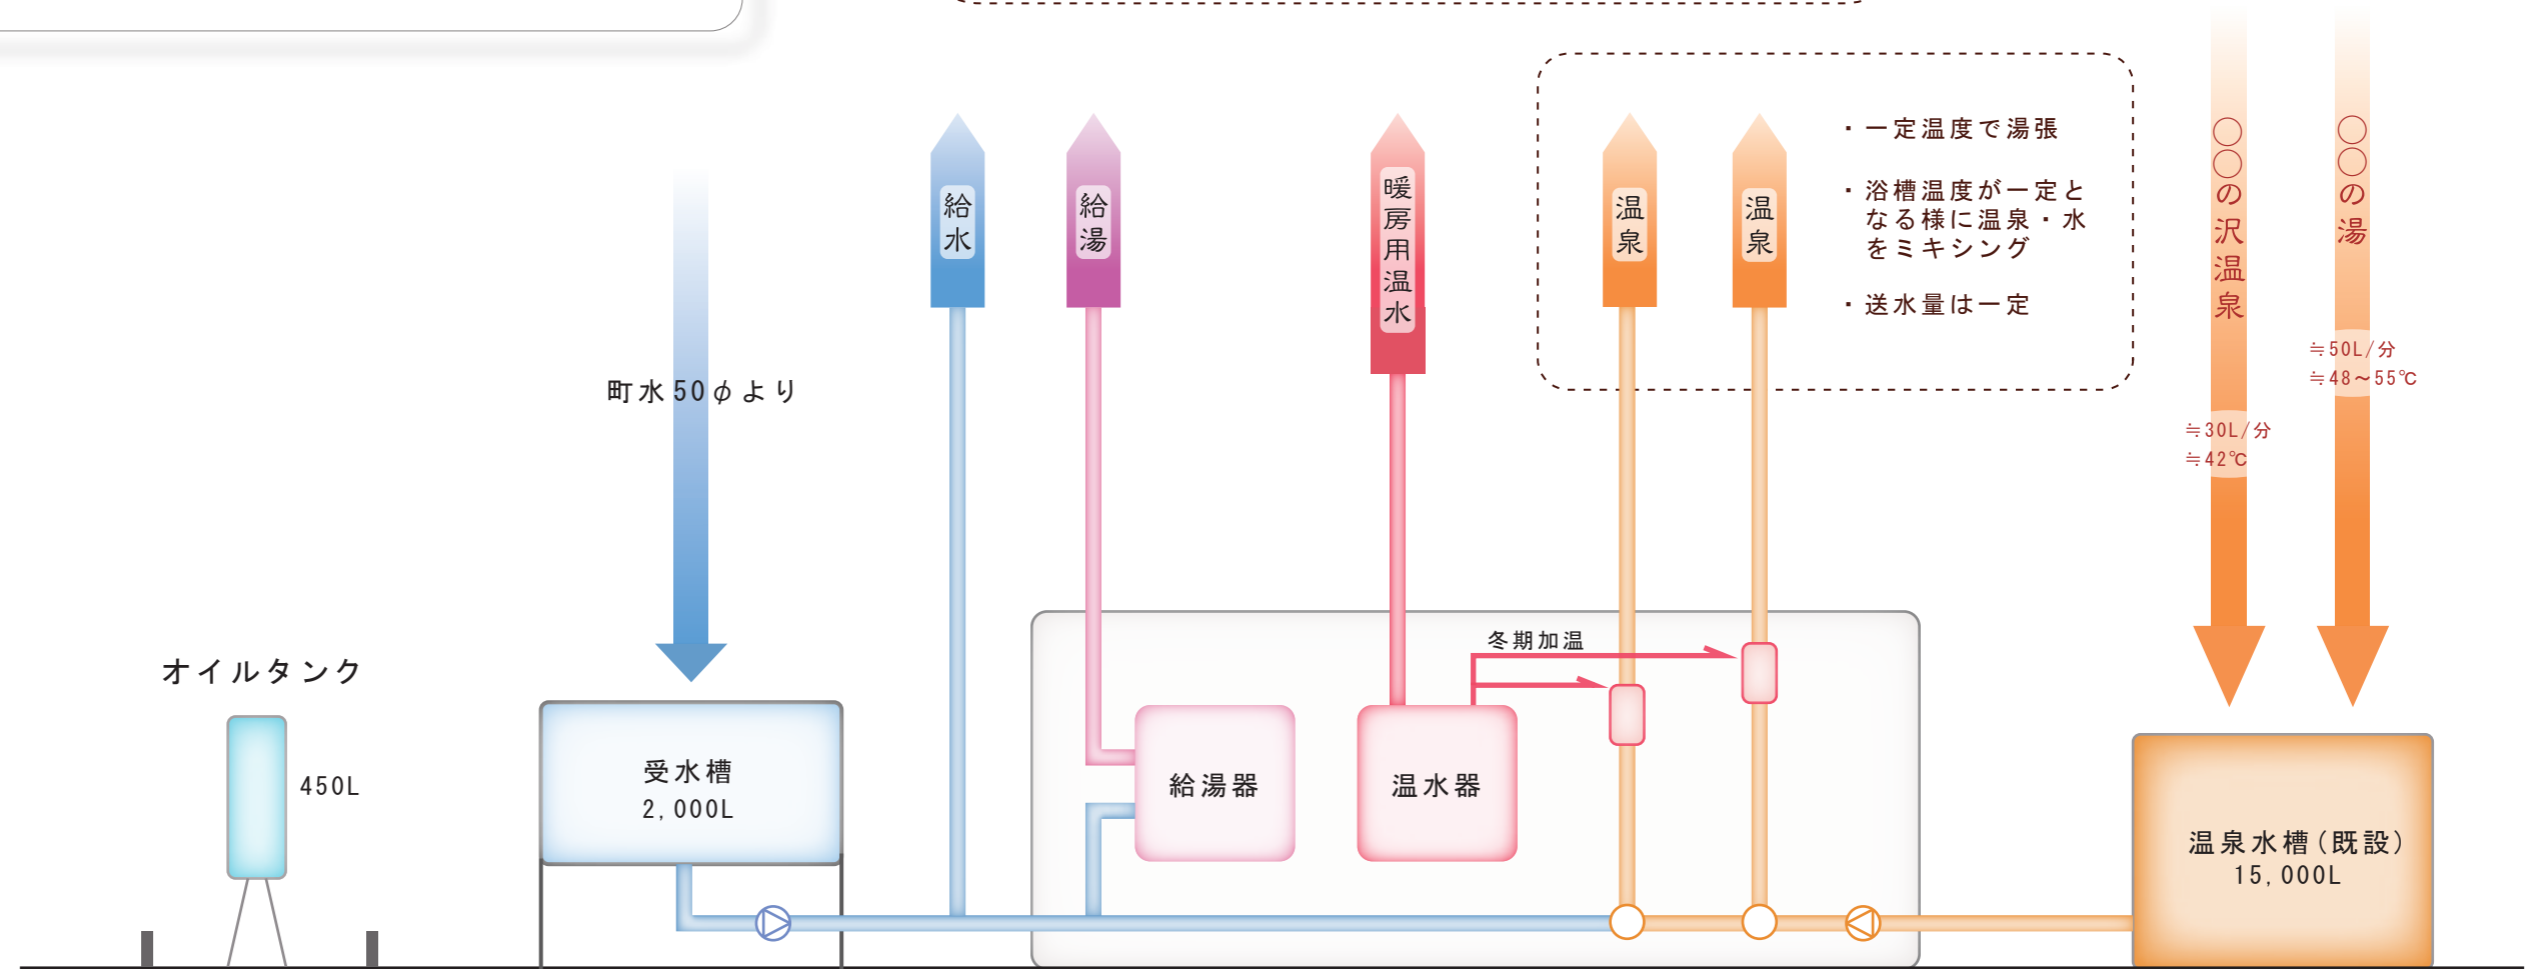 給水
給湯
暖房用温水
温泉
温泉
・一定温度で湯張
・浴槽温度が一定と
なる様に温泉・水
をミキシング
・送水量は一定
〇〇の沢温泉
≒30L/分
≒42℃
〇〇の湯
≒50L/分
≒48～55℃
町水50φより
オイルタンク
450L
受水槽
2,000L
冬期加温
給湯器
温水器
温泉水槽(既設)
15,000L